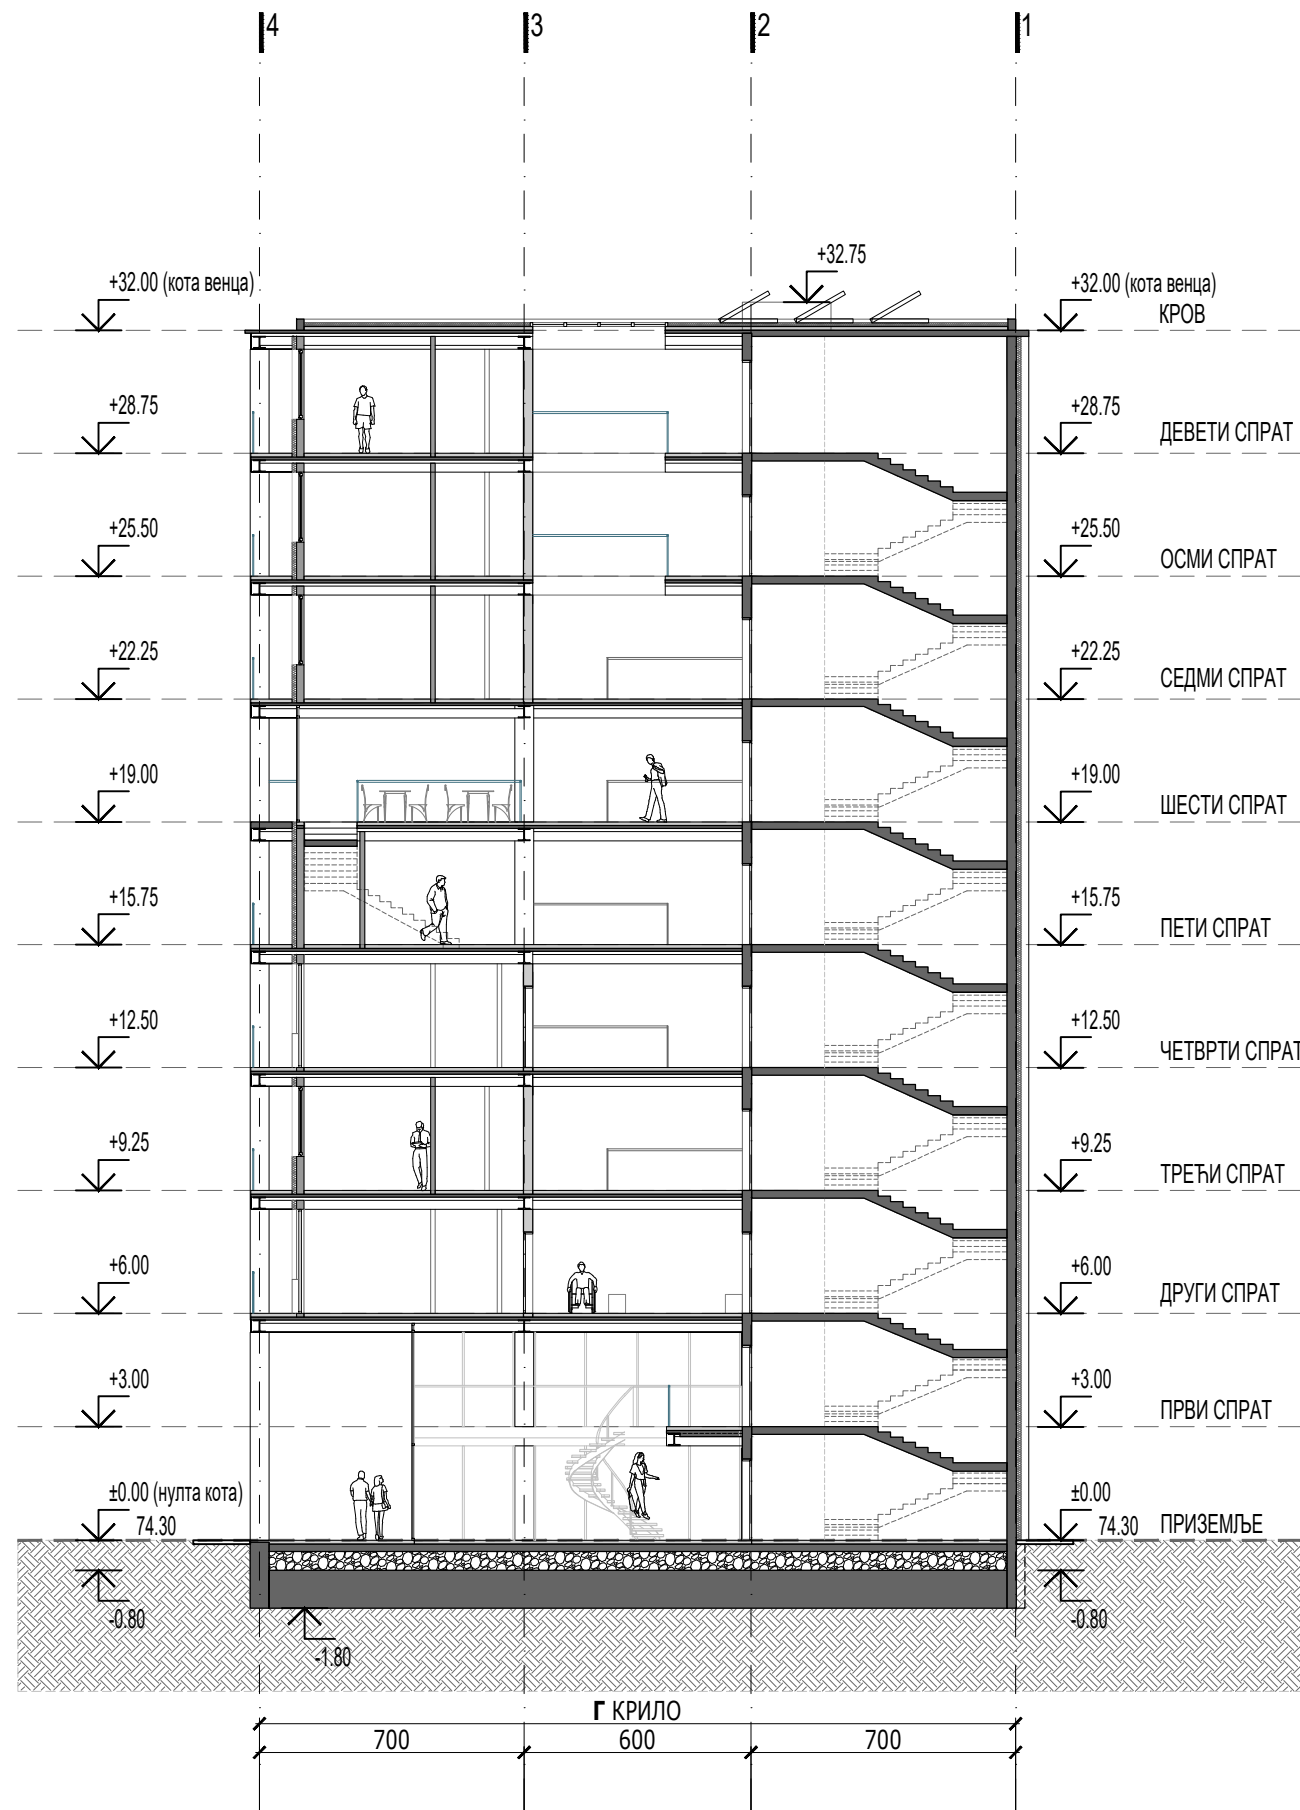 4 3 2 1
+32.75
+32.00 (кота венца) +32.00 (кота венца)
КРОВ
+28.75 +28.75
ДЕВЕТИ СПРАТ
+25.50 +25.50
ОСМИ СПРАТ
+22.25 +22.25
СЕДМИ СПРАТ
+19.00 +19.00
ШЕСТИ СПРАТ
+15.75 +15.75
ПЕТИ СПРАТ
+12.50 +12.50
ЧЕТВРТИ СПРАТ
+9.25 +9.25
ТРЕЋИ СПРАТ
+6.00 +6.00
ДРУГИ СПРАТ
+3.00 +3.00
ПРВИ СПРАТ
±0.00 (нулта кота) ±0.00
74.30 74.30 ПРИЗЕМЉЕ
-0.80 -0.80
-1.80
Г КРИЛО
700 600 700